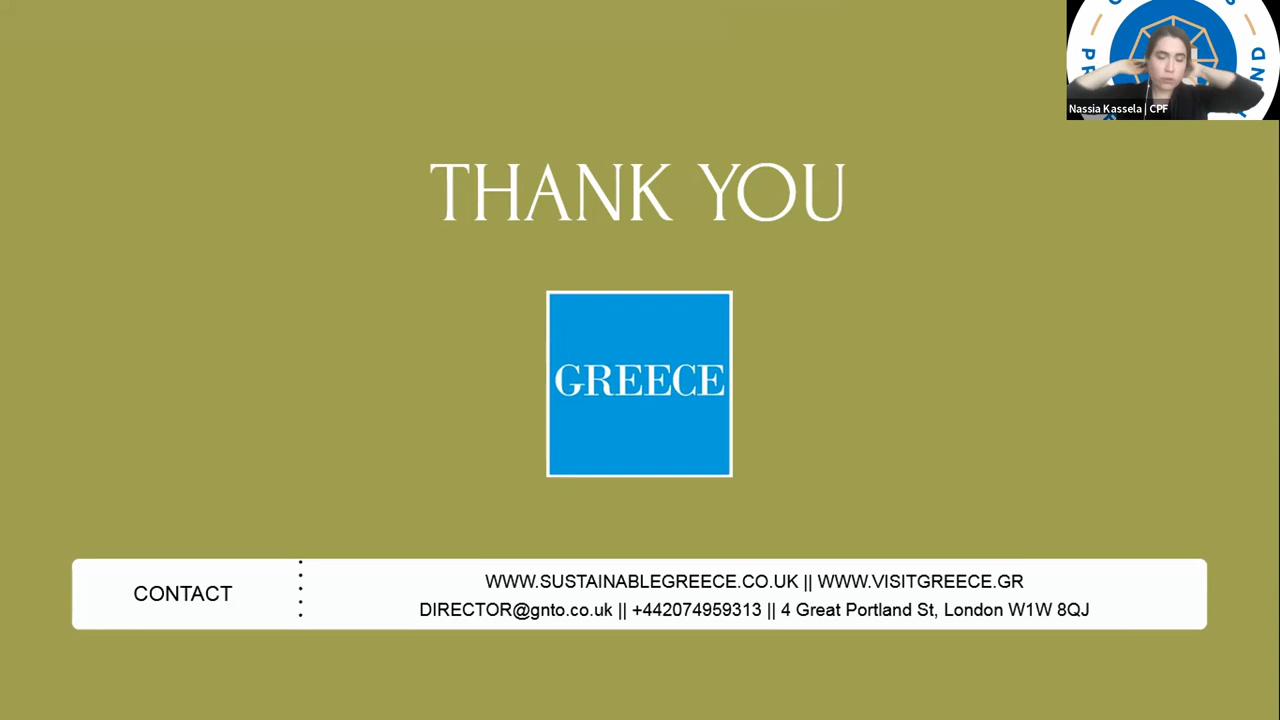 Nassia Kassela | CPF
THANK YOU
GREECE
CONTACT
WWW.SUSTAINABLEGREECE.CO.UK || WWW.VISITGREECE.GR
DIRECTOR@gnto.co.uk || +442074959313 || 4 Great Portland St, London W1W 8QJ